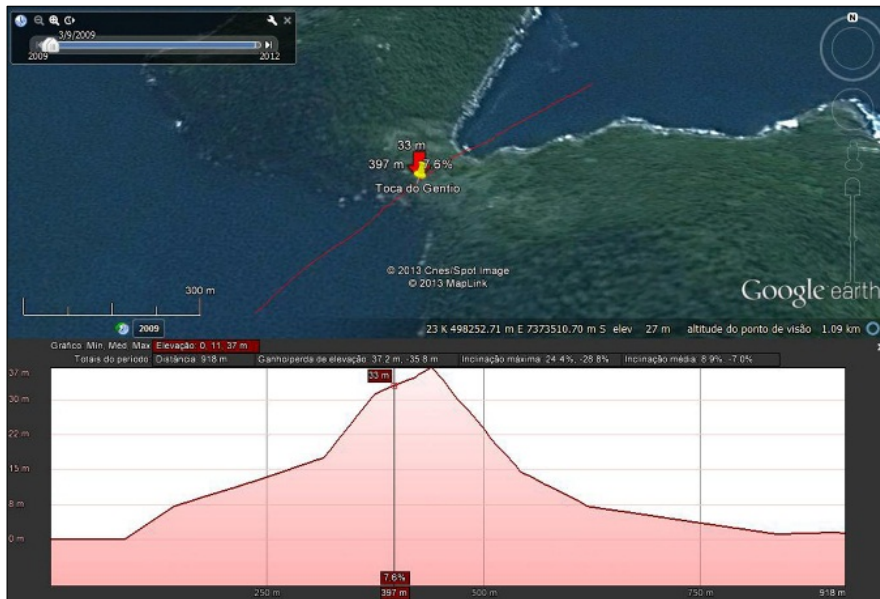 3/9/2009
2009 2012
N
33 m
397 m 7.6%
Toca do Gentio
© 2013 Cnes/Spot Image
© 2013 MapLink
300 m
Google earth
2009
23 K 498252.71 m E 7373510.70 m S elev 27 m altitude do ponto de visão 1.09 km
Gráfico Mín, Méd, Máx Elevação: 0, 11, 37 m
Totais do período Distância: 918 m Ganho/perda de elevação: 37.2 m, -35.8 m Inclinação máxima: 24.4%, -28.8% Inclinação média: 8.9%, -7.0%
37 m
33 m
30 m
22 m
15 m
8 m
0 m
7.6%
250 m 397 m 500 m 750 m 918 m